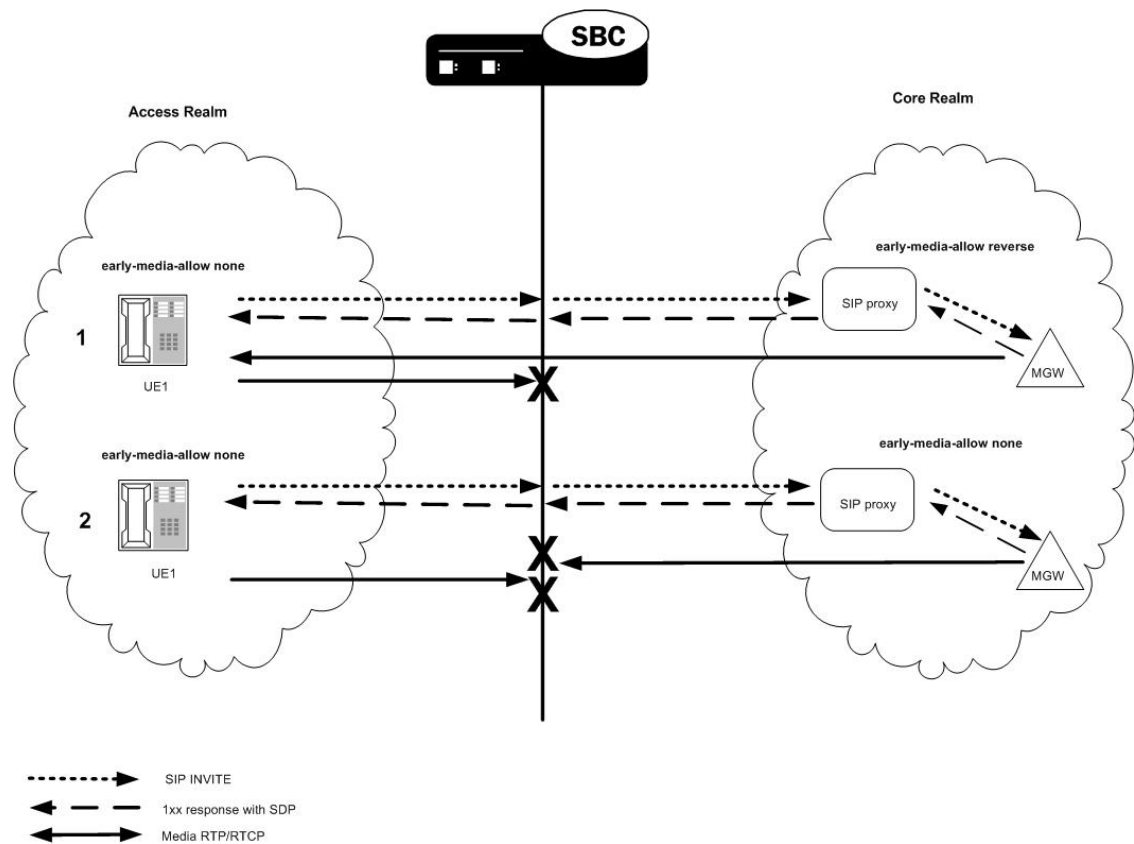 SBC
Access Realm
Core Realm
early-media-allow none
early-media-allow reverse
1
UE1
SIP proxy
MGW
X
early-media-allow none
early-media-allow none
2
UE1
SIP proxy
MGW
X
X
SIP INVITE
1xx response with SDP
Media RTP/RTCP